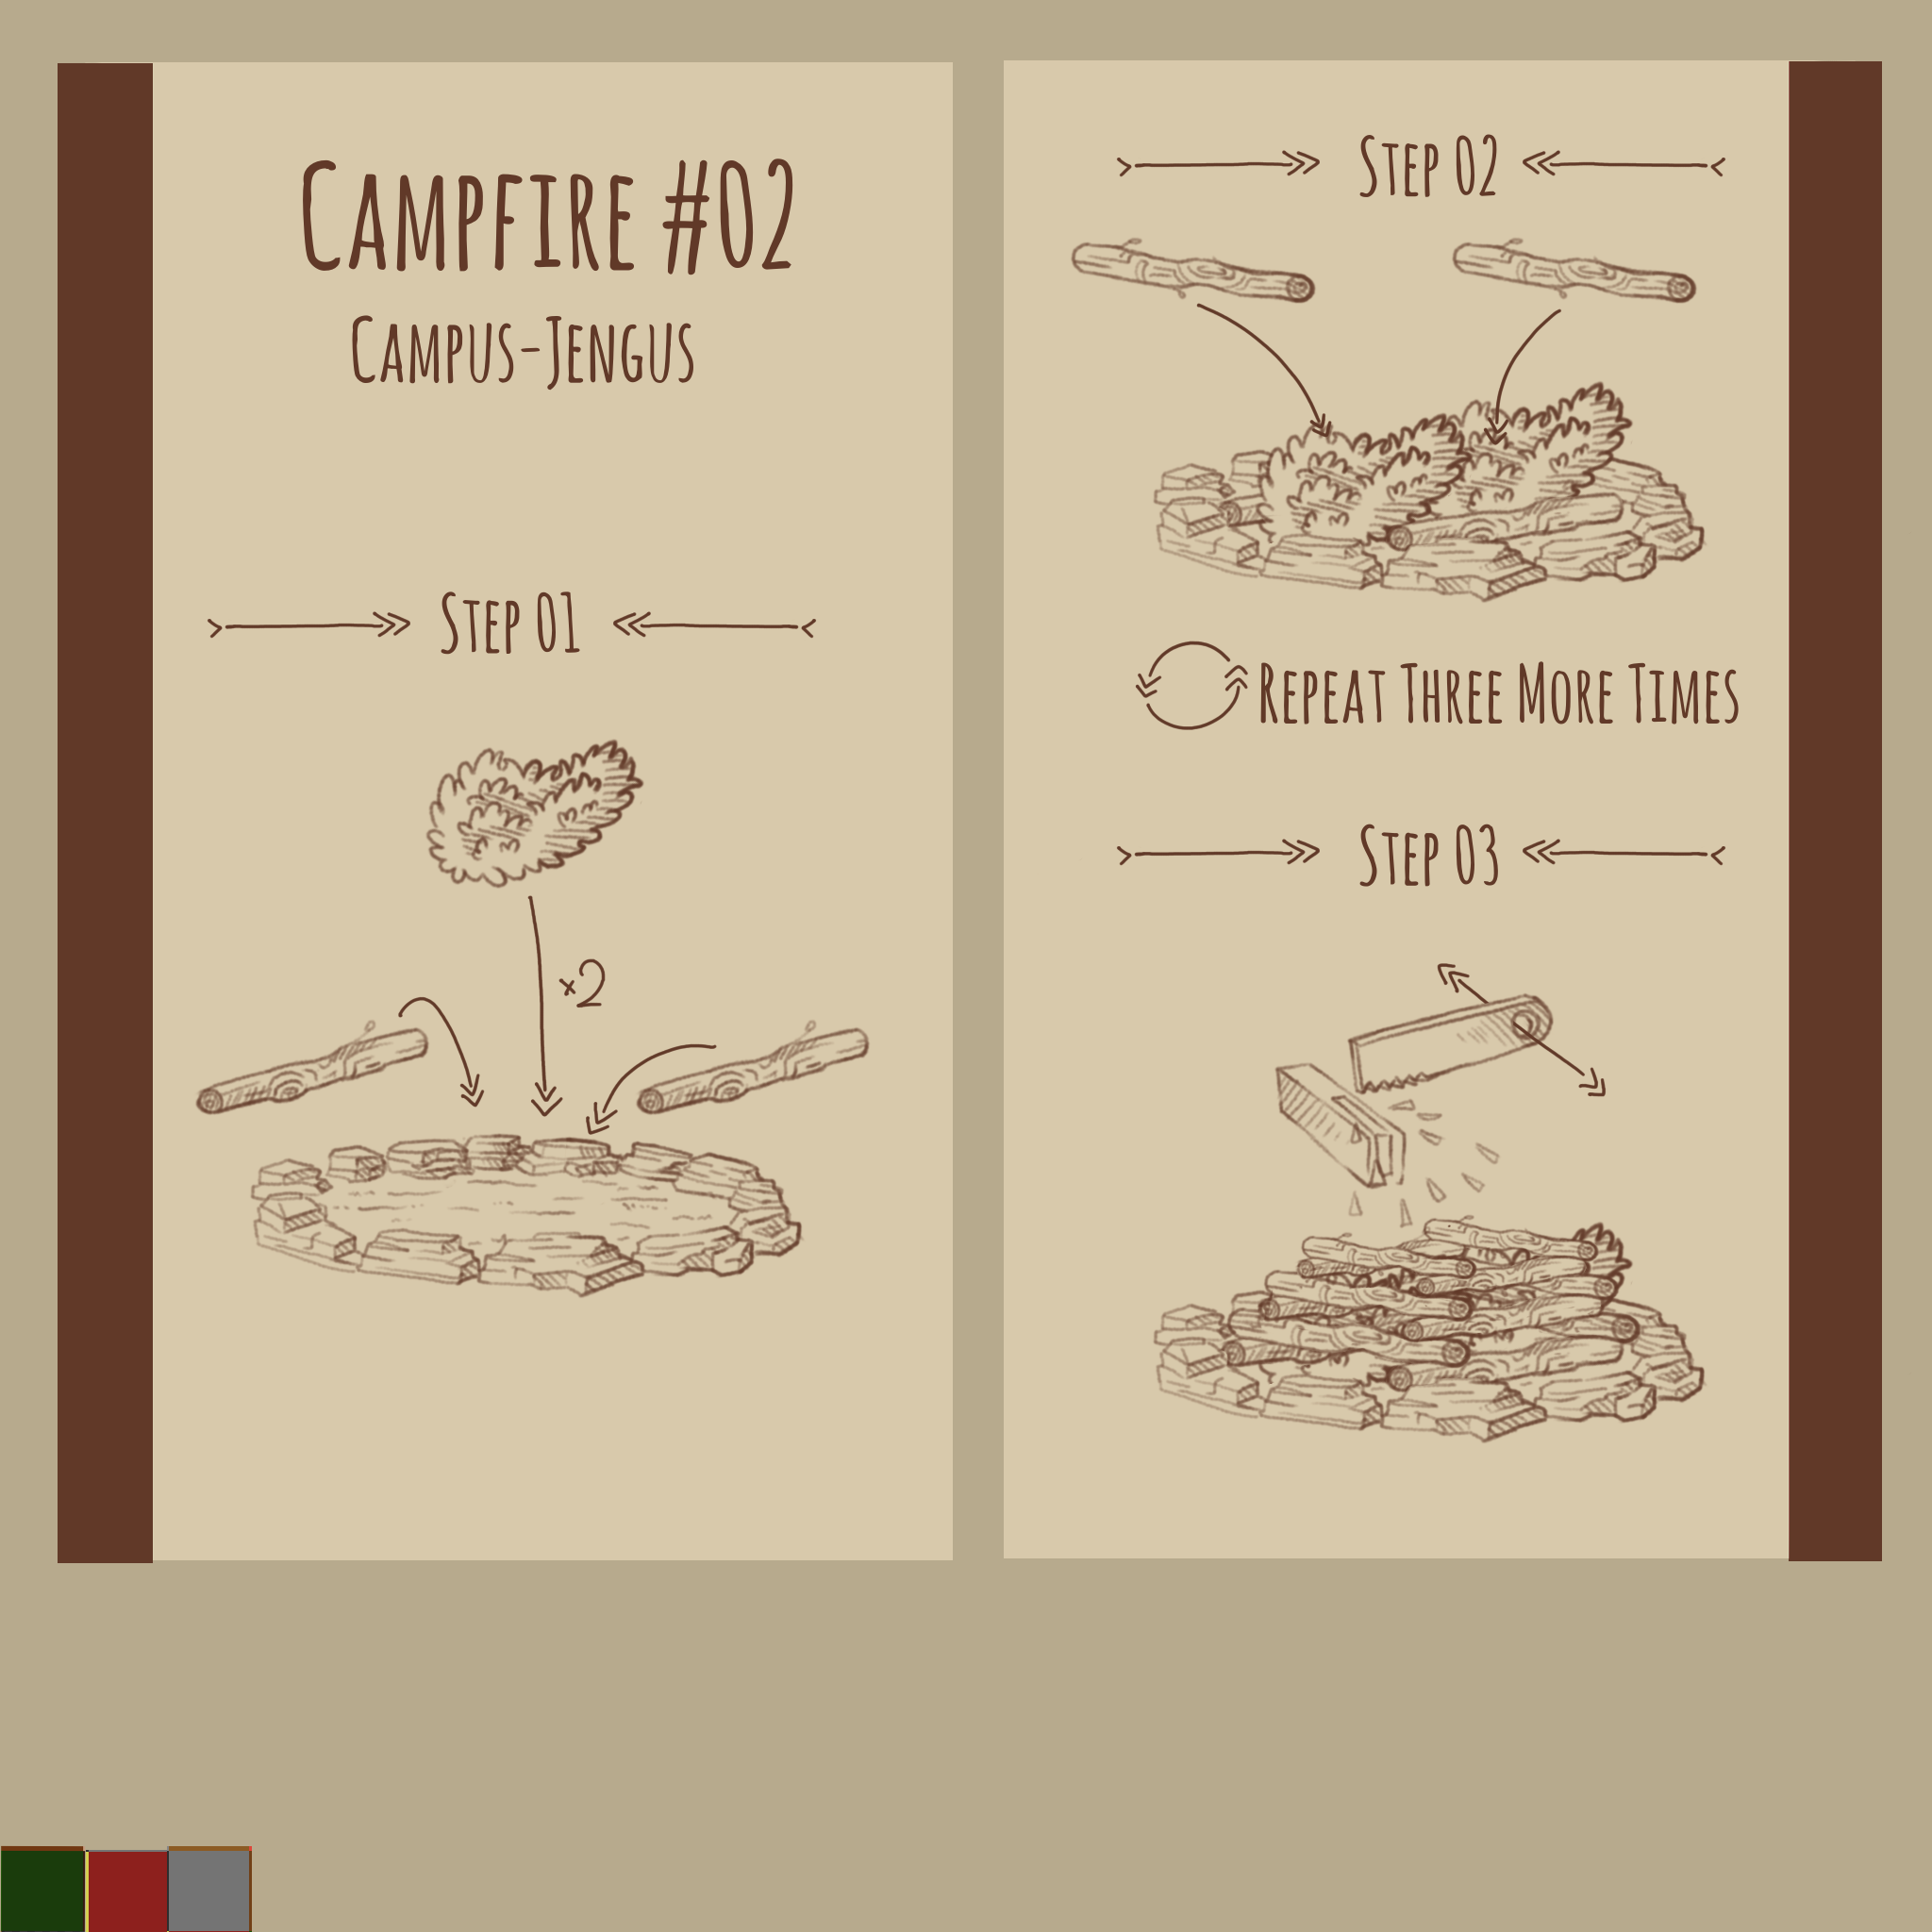 Campfire #02
Campus-Jengus
Step 01
×2
Step 02
Repeat Three More Times
Step 03